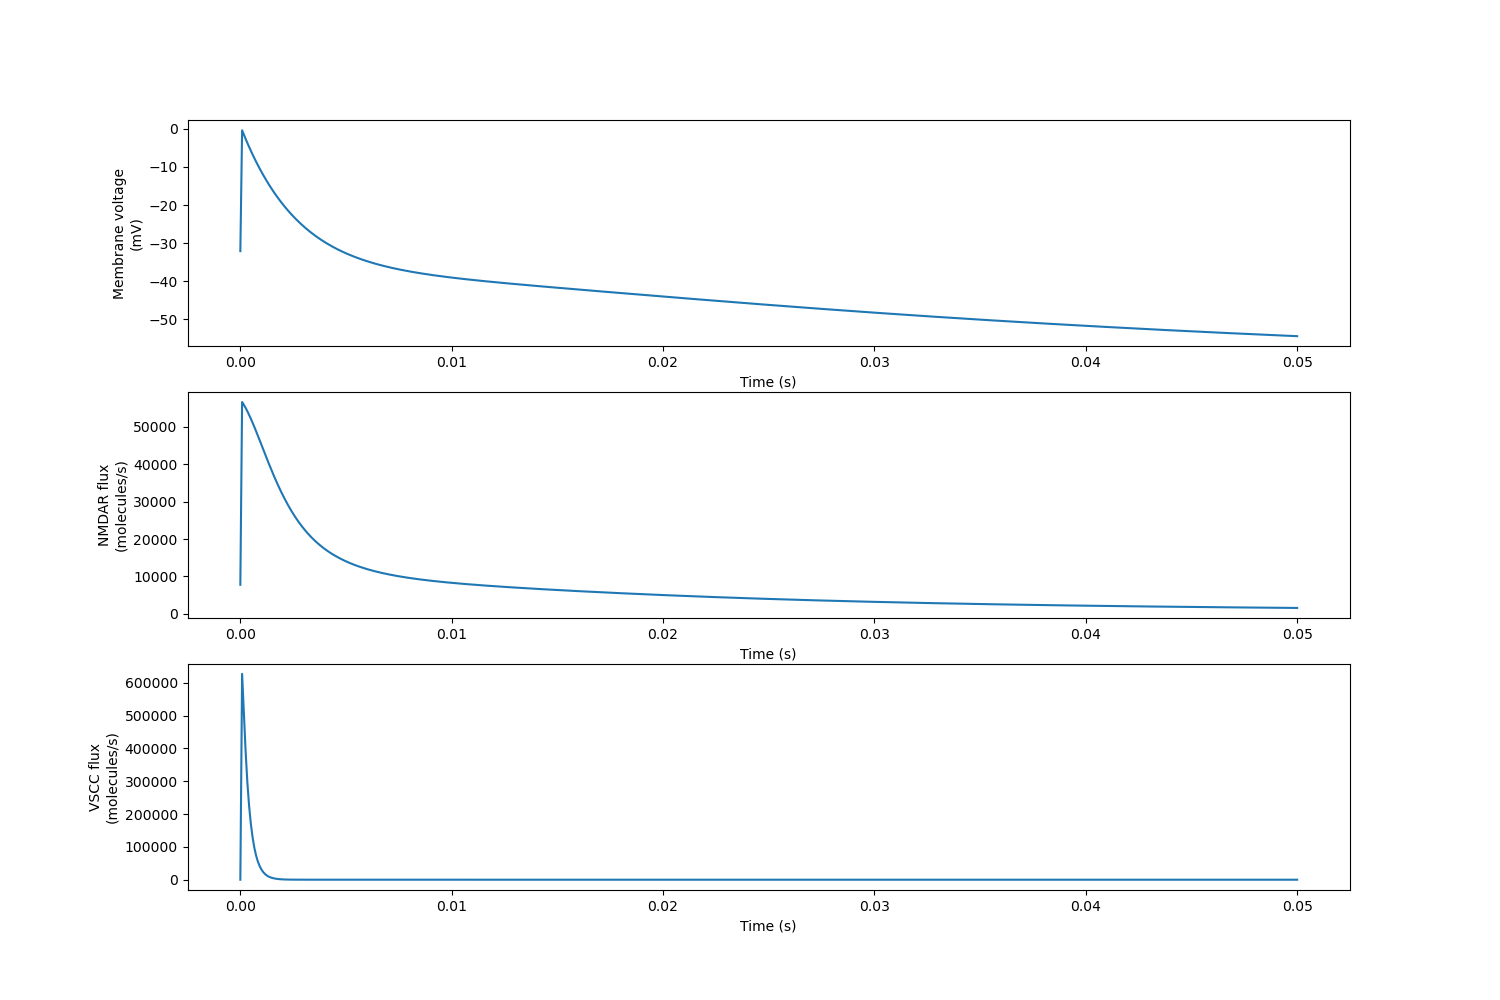 Membrane voltage
(mV)
0
−10
−20
−30
−40
−50
0.00 0.01 0.02 0.03 0.04 0.05
Time (s)
NMDAR flux
(molecules/s)
50000
40000
30000
20000
10000
0
0.00 0.01 0.02 0.03 0.04 0.05
Time (s)
VSCC flux
(molecules/s)
600000
500000
400000
300000
200000
100000
0
0.00 0.01 0.02 0.03 0.04 0.05
Time (s)